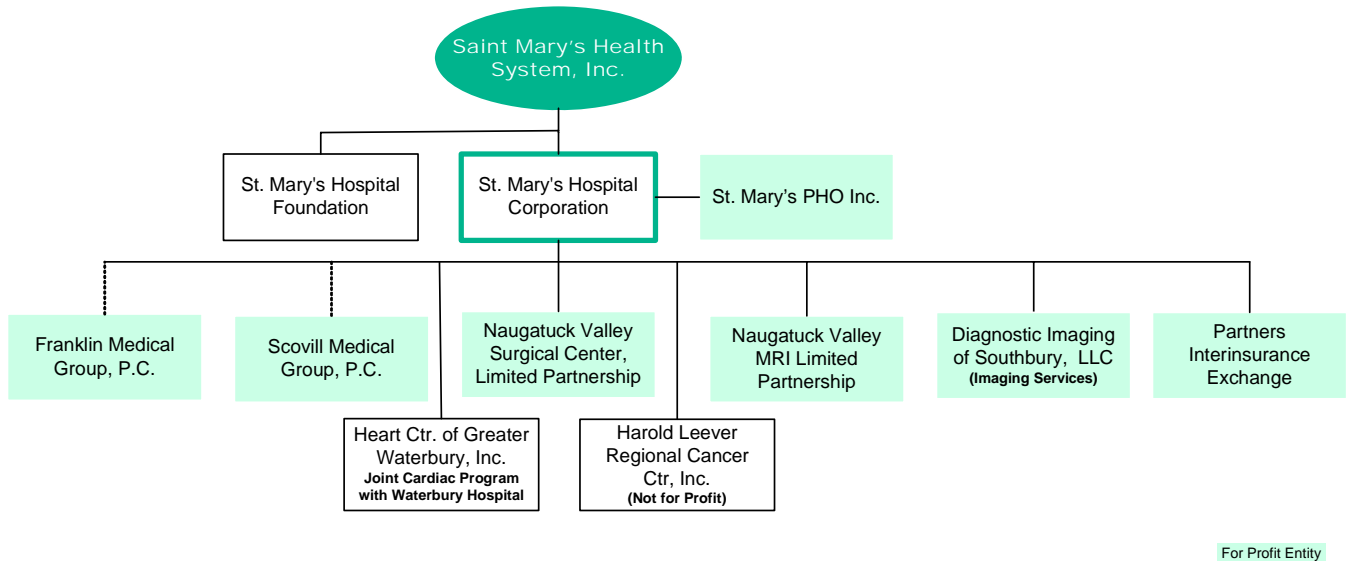 Saint Mary's Health
System, Inc.
St. Mary's Hospital
Foundation
St. Mary's Hospital
Corporation
St. Mary's PHO Inc.
Franklin Medical
Group, P.C.
Scovill Medical
Group, P.C.
Naugatuck Valley
Surgical Center,
Limited Partnership
Naugatuck Valley
MRI Limited
Partnership
Diagnostic Imaging
of Southbury, LLC
(Imaging Services)
Partners
Interinsurance
Exchange
Heart Ctr. of Greater
Waterbury, Inc.
Joint Cardiac Program
with Waterbury Hospital
Harold Leever
Regional Cancer
Ctr, Inc.
(Not for Profit)
For Profit Entity